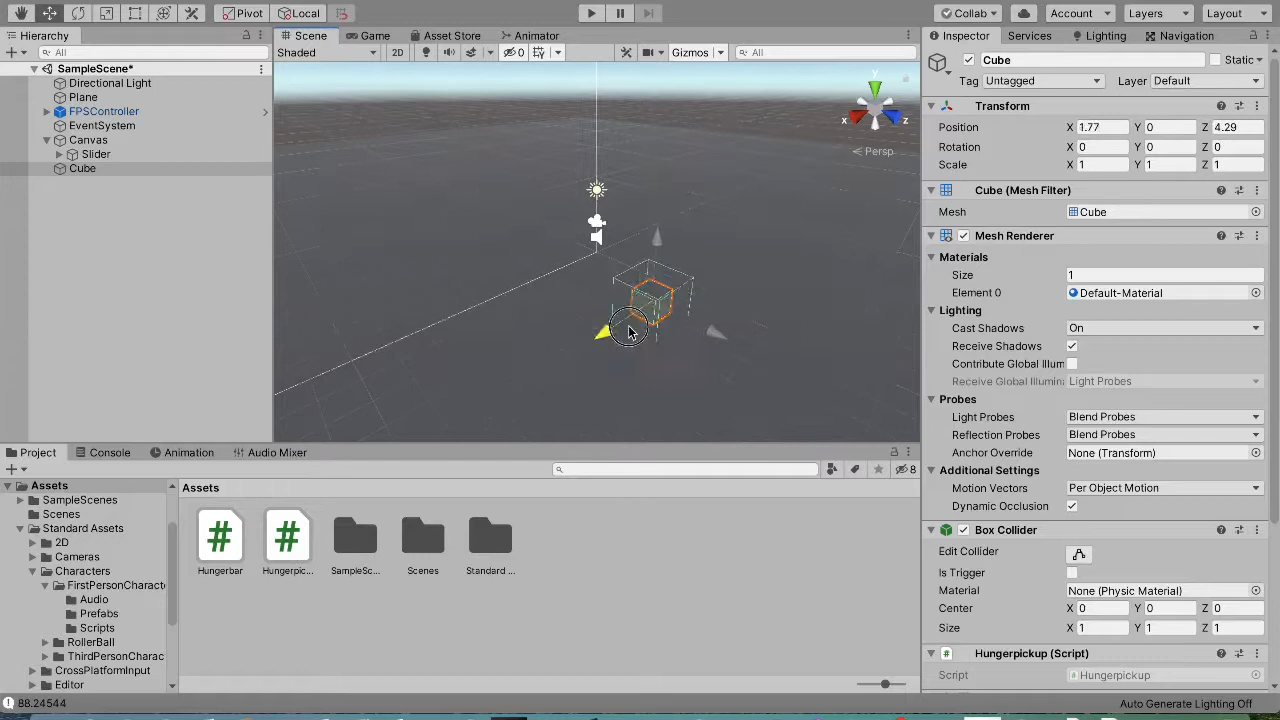 Pivot Local Collab Account Layers Layout
Hierarchy Scene Game Asset Store Animator Inspector Services Lighting Navigation
All Shaded 2D 0 Gizmos All Cube Static
SampleScene* Tag Untagged Layer Default
Directional Light
Plane Transform
FPSController y
EventSystem x z Position X 1.77 Y 0 Z 4.29
Canvas Rotation X 0 Y 0 Z 0
Slider Persp Scale X 1 Y 1 Z 1
Cube
Cube (Mesh Filter)
Mesh Cube
Mesh Renderer
Materials
Size 1
Element 0 Default-Material
Lighting
Cast Shadows On
Receive Shadows
Contribute Global Illum
Receive Global Illumina Light Probes
Probes
Light Probes Blend Probes
Reflection Probes Blend Probes
Anchor Override None (Transform)
Project Console Animation Audio Mixer
Additional Settings
8
Motion Vectors Per Object Motion
Dynamic Occlusion
Assets Assets
SampleScenes
Scenes
Standard Assets
2D
Cameras
Characters
FirstPersonCharact
Audio
Prefabs
Scripts
RollerBall
ThirdPersonCharac
CrossPlatformInput
Editor
Hungerbar Hungerpic... SampleSc... Scenes Standard ...
Box Collider
Edit Collider
Is Trigger
Material None (Physic Material)
Center X 0 Y 0 Z 0
Size X 1 Y 1 Z 1
Hungerpickup (Script)
Script Hungerpickup
88.24544 Auto Generate Lighting Off